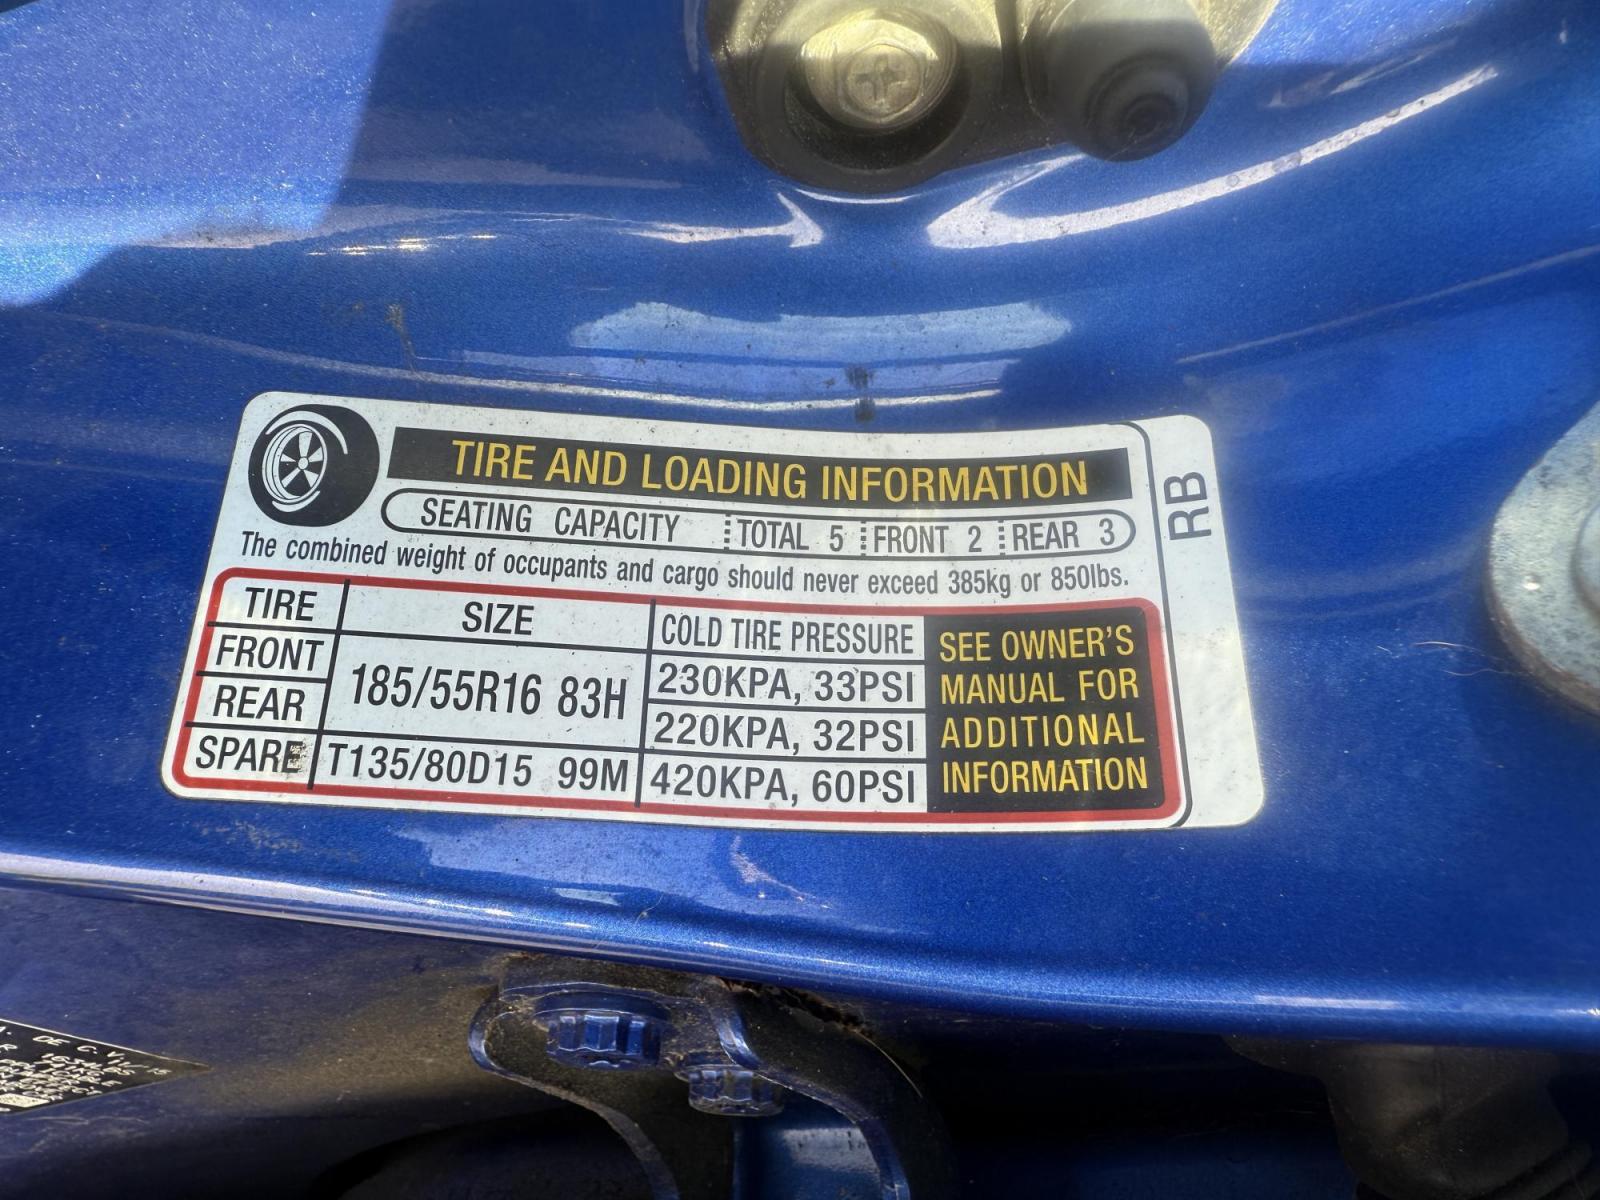 TIRE AND LOADING INFORMATION
SEATING CAPACITY TOTAL 5 FRONT 2 REAR 3
The combined weight of occupants and cargo should never exceed 385kg or 850lbs.
RB
TIRE SIZE COLD TIRE PRESSURE
FRONT 185/55R16 83H 230KPA, 33PSI
REAR 220KPA, 32PSI
SPARE T135/80D15 99M 420KPA, 60PSI
SEE OWNER'S
MANUAL FOR
ADDITIONAL
INFORMATION